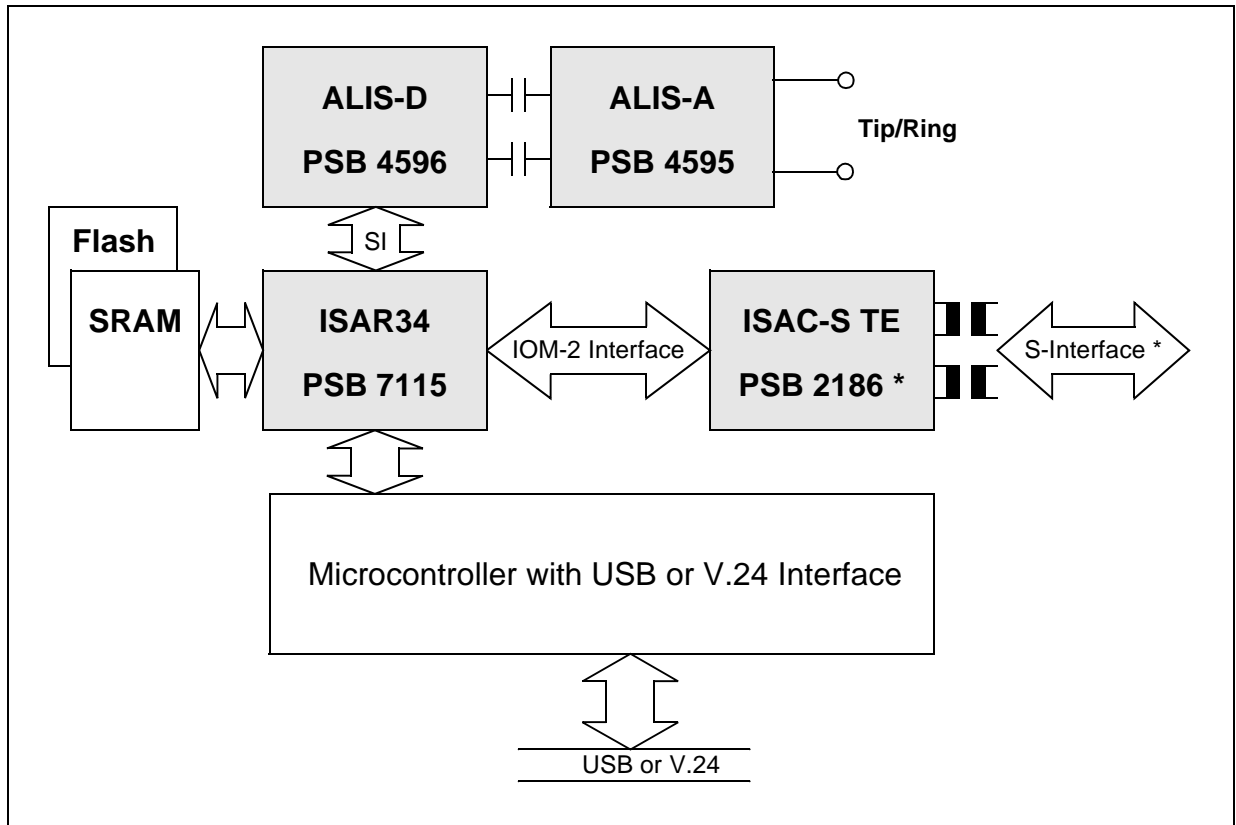 ALIS-D
PSB 4596
ALIS-A
PSB 4595
Tip/Ring
SI
Flash
SRAM
ISAR34
PSB 7115
IOM-2 Interface
ISAC-S TE
PSB 2186 *
S-Interface *
Microcontroller with USB or V.24 Interface
USB or V.24